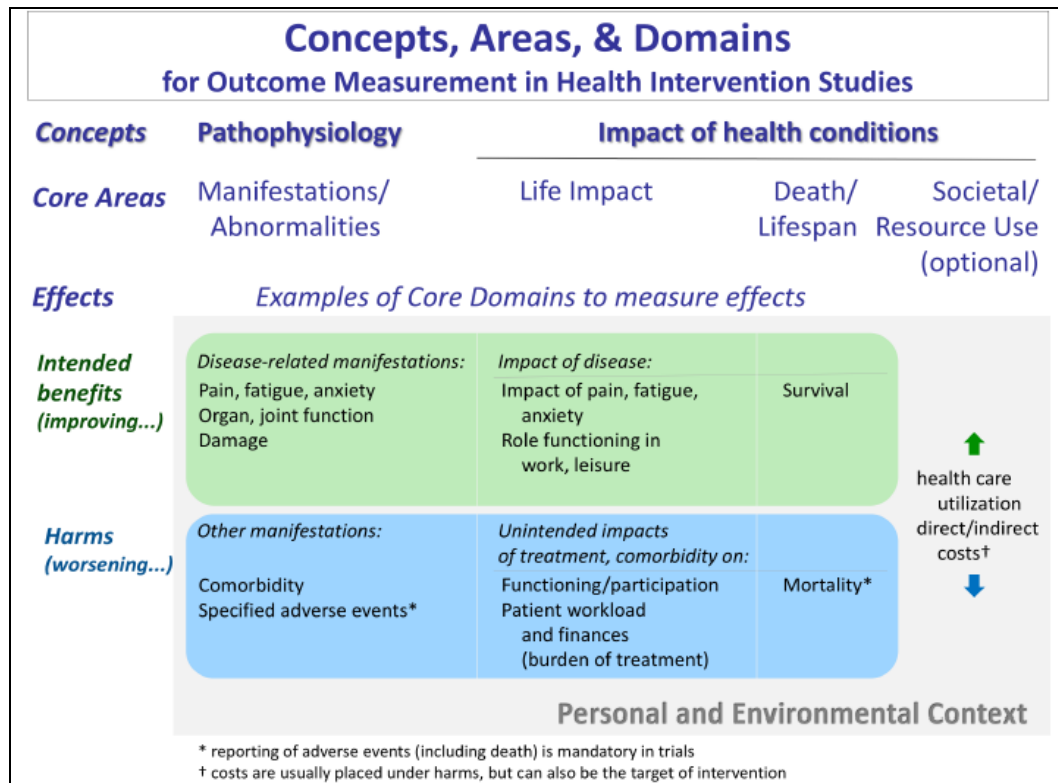 Concepts, Areas, & Domains
for Outcome Measurement in Health Intervention Studies
Concepts
Pathophysiology
Impact of health conditions
Core Areas
Manifestations/
Abnormalities
Life Impact
Death/
Lifespan
Societal/
Resource Use
(optional)
Effects
Examples of Core Domains to measure effects
Intended
benefits
(improving...)
Disease-related manifestations:
Pain, fatigue, anxiety
Organ, joint function
Damage
Impact of disease:
Impact of pain, fatigue,
anxiety
Role functioning in
work, leisure
Survival
Harms
(worsening...)
Other manifestations:
Comorbidity
Specified adverse events*
Unintended impacts
of treatment, comorbidity on:
Functioning/participation
Patient workload
and finances
(burden of treatment)
Mortality*
health care
utilization
direct/indirect
costs†
Personal and Environmental Context
* reporting of adverse events (including death) is mandatory in trials
† costs are usually placed under harms, but can also be the target of intervention